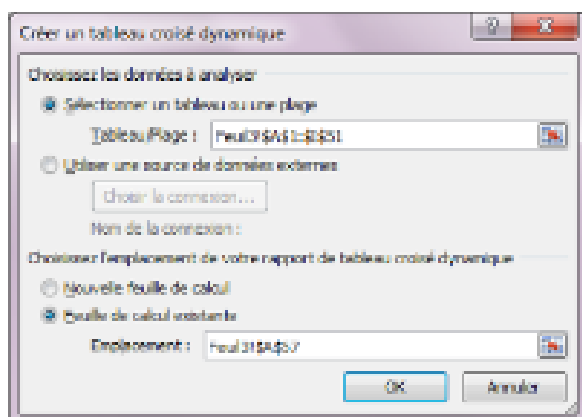 Créer un tableau croisé dynamique
Choisissez les données à analyser
Sélectionner un tableau ou une plage
Tableau/Plage :
Utiliser une source de données externes
Choisir la connexion...
Nom de la connexion :
Choisissez l'emplacement de votre rapport de tableau croisé dynamique
Nouvelle feuille de calcul
Feuille de calcul existante
Emplacement :
OK Annuler